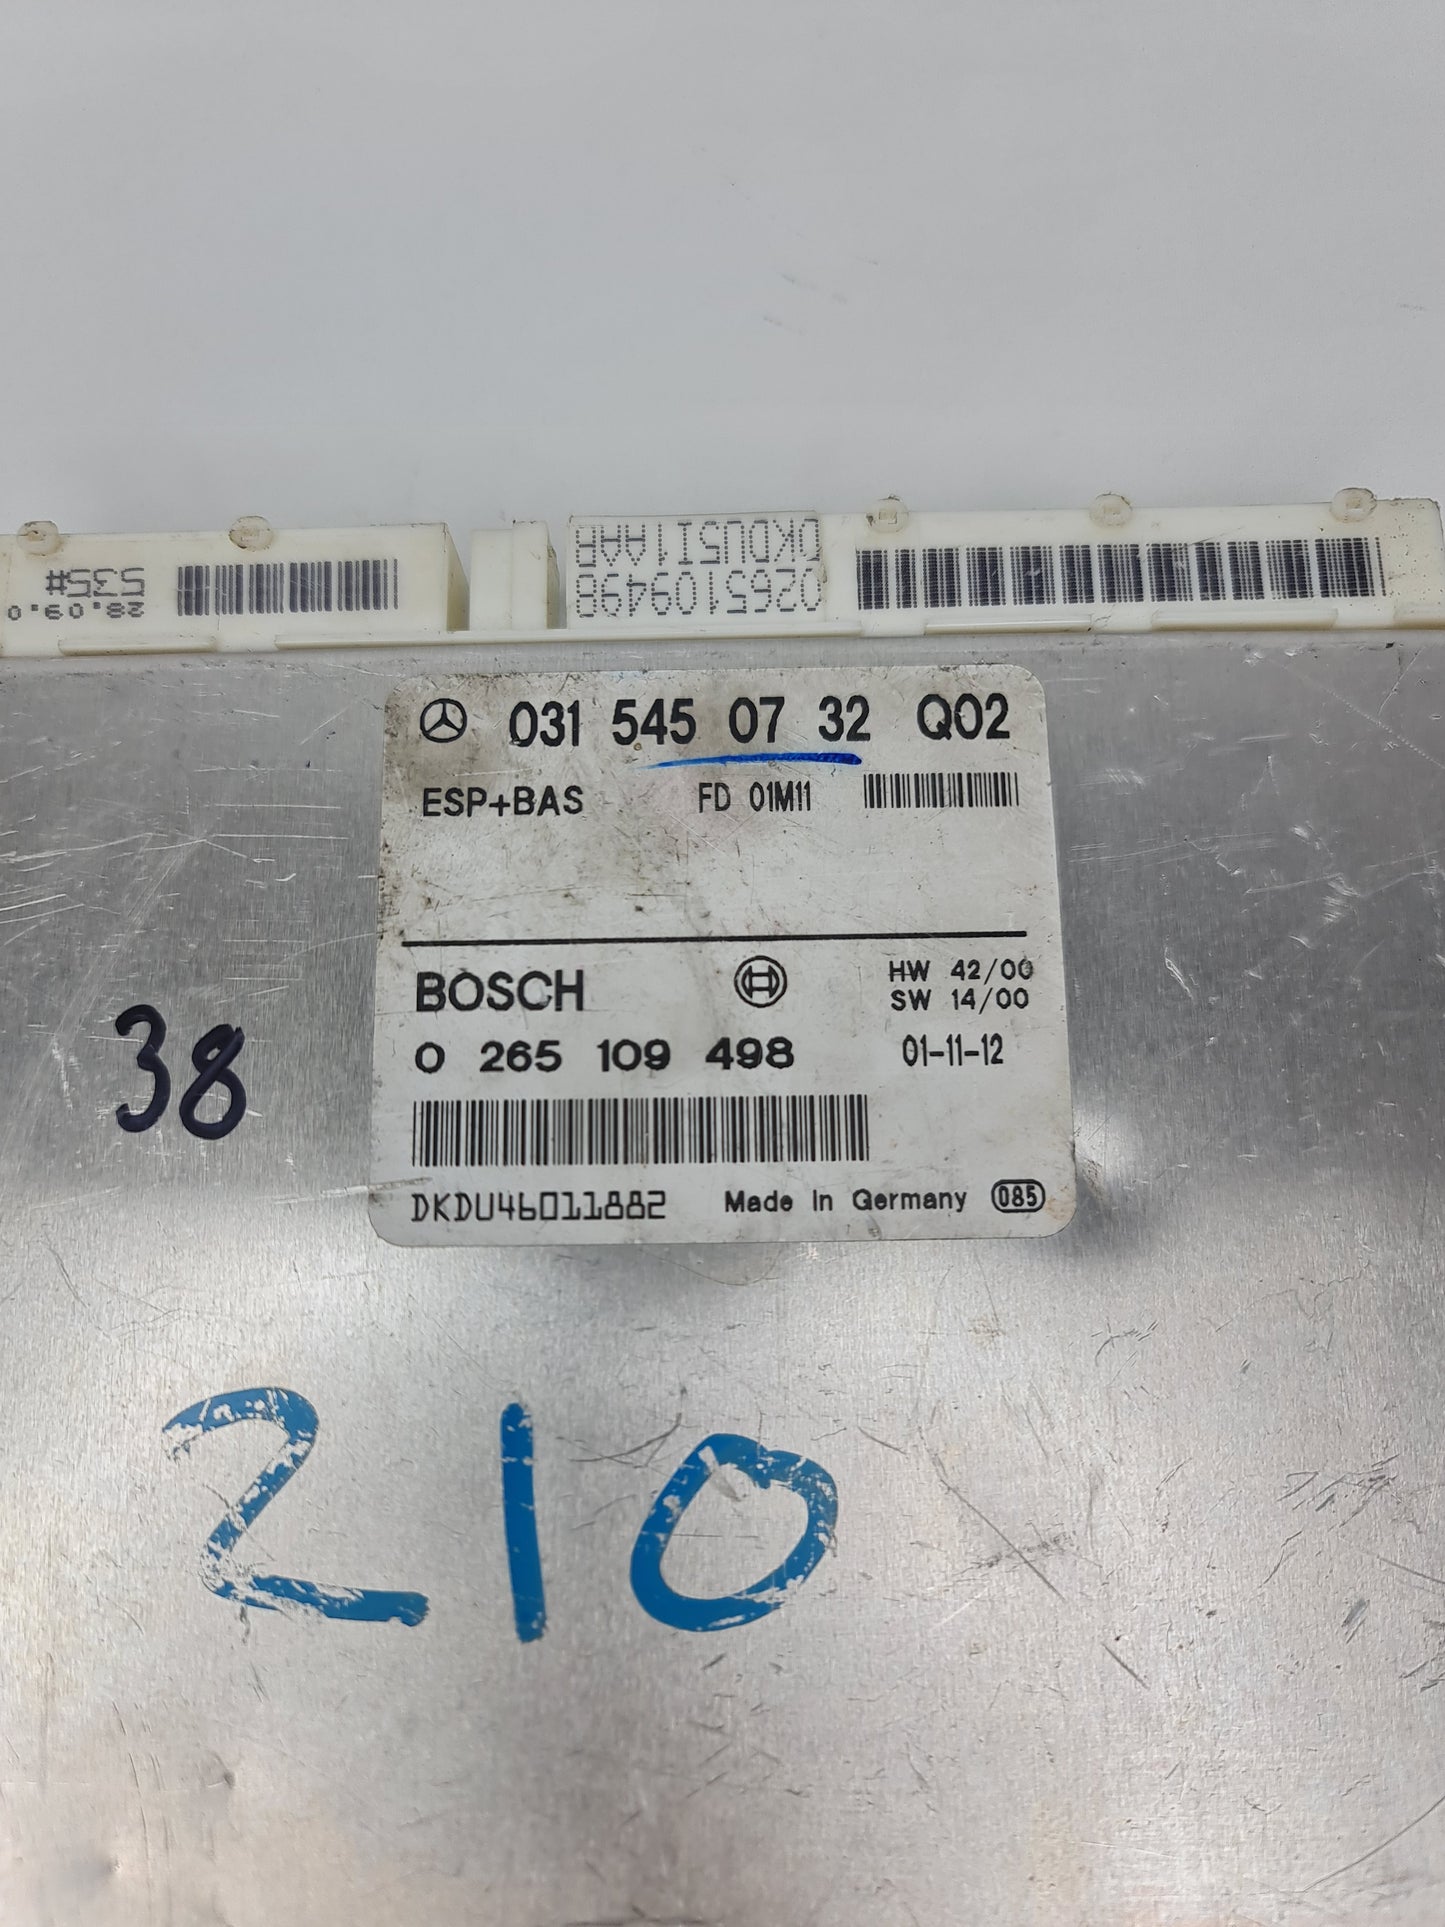 535#
28.09.0
DKDU5I1AAB
0265109498
031 545 07 32 Q02
ESP+BAS FD 01M11
BOSCH HW 42/00
SW 14/00
0 265 109 498 01-11-12
DKDU46011882 Made in Germany 085
38
210